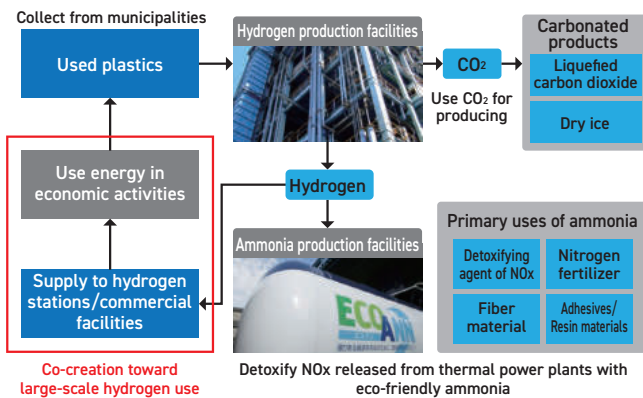 Collect from municipalities
Used plastics
Hydrogen production facilities
CO₂
Use CO₂ for
producing
Carbonated
products
Liquefied
carbon dioxide
Dry ice
Use energy in
economic activities
Hydrogen
Supply to hydrogen
stations/commercial
facilities
Ammonia production facilities
ECO
ANN
Primary uses of ammonia
Detoxifying
agent of NOx
Nitrogen
fertilizer
Fiber
material
Adhesives/
Resin materials
Co-creation toward
large-scale hydrogen use
Detoxify NOx released from thermal power plants with
eco-friendly ammonia